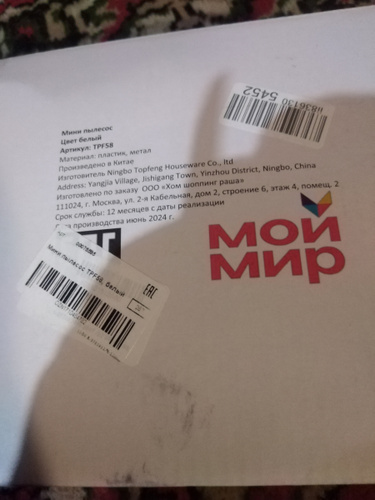 Мини пылесос
Цвет белый
Артикул: TPF58
Материал: пластик, метал
Произведено в Китае
Изготовитель Ningbo Topfeng Houseware Co., ltd
Address: Yangjia Village, Jishigang Town, Yinzhou District, Ningbo, China
Изготовлено по заказу ООО «Хом шоппинг раша»
111024, г. Москва, ул. 2-я Кабельная, дом 2, строение 6, этаж 4, помещ. 2
Срок службы: 12 месяцев с даты реализации
производства июнь 2024 г.
5452
мой
мир
Мини пылесос TPF58, белый
EAC